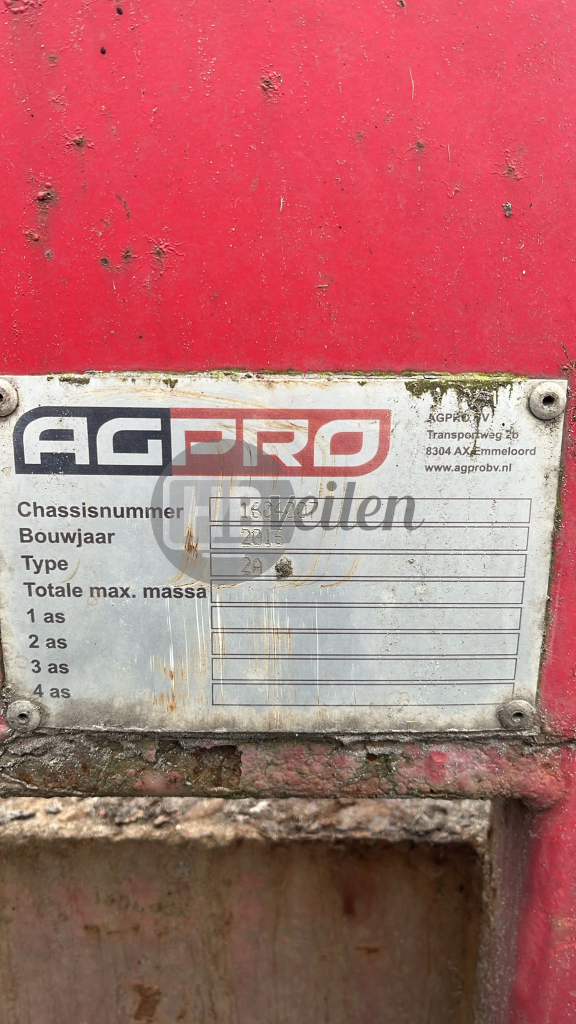 AGPRO
AGPRO BV
Transportweg 26
8304 AX Emmeloord
www.agprobv.nl
Chassisnummer
Bouwjaar
Type 2A
Totale max. massa
1 as
2 as
3 as
4 as
veilen